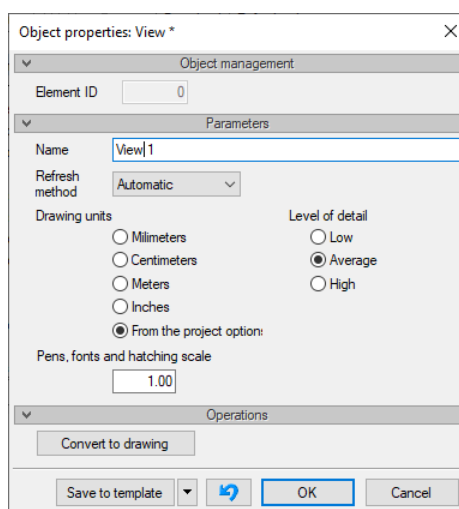 Object properties: View *
Object management
Element ID 0
Parameters
Name View 1
Refresh method Automatic
Drawing units Level of detail
Milimeters Low
Centimeters Average
Meters High
Inches
From the project option
Pens, fonts and hatching scale
1.00
Operations
Convert to drawing
Save to template OK Cancel